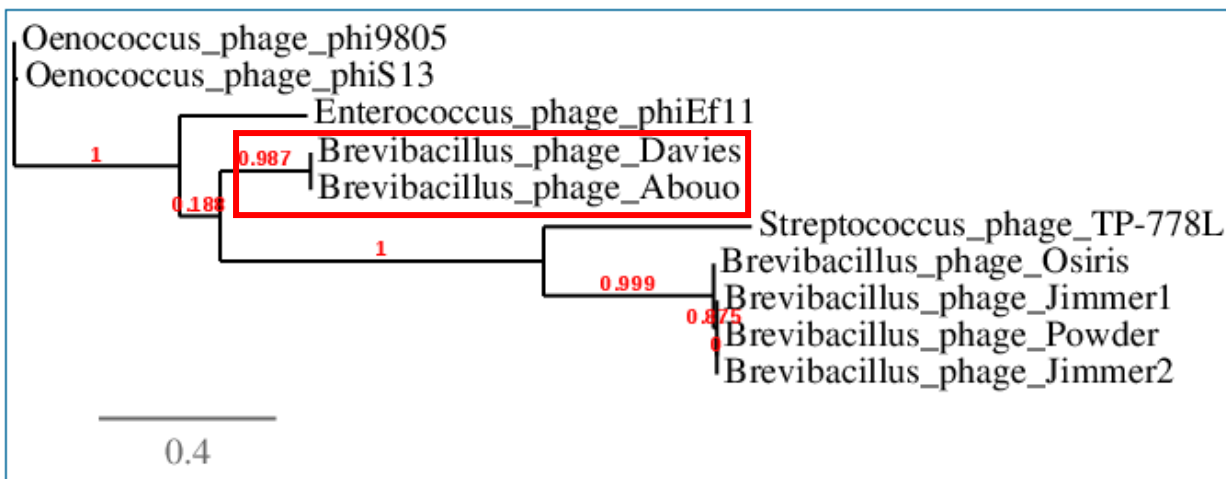 Oenococcus_phage_phi9805
Oenococcus_phage_phiS13
Enterococcus_phage_phiEf11
Brevibacillus_phage_Davies
0.987
1
Brevibacillus_phage_Abouo
0.188
Streptococcus_phage_TP-778L
1
Brevibacillus_phage_Osiris
0.999
Brevibacillus_phage_Jimmer1
0.875
Brevibacillus_phage_Powder
0
Brevibacillus_phage_Jimmer2
0.4